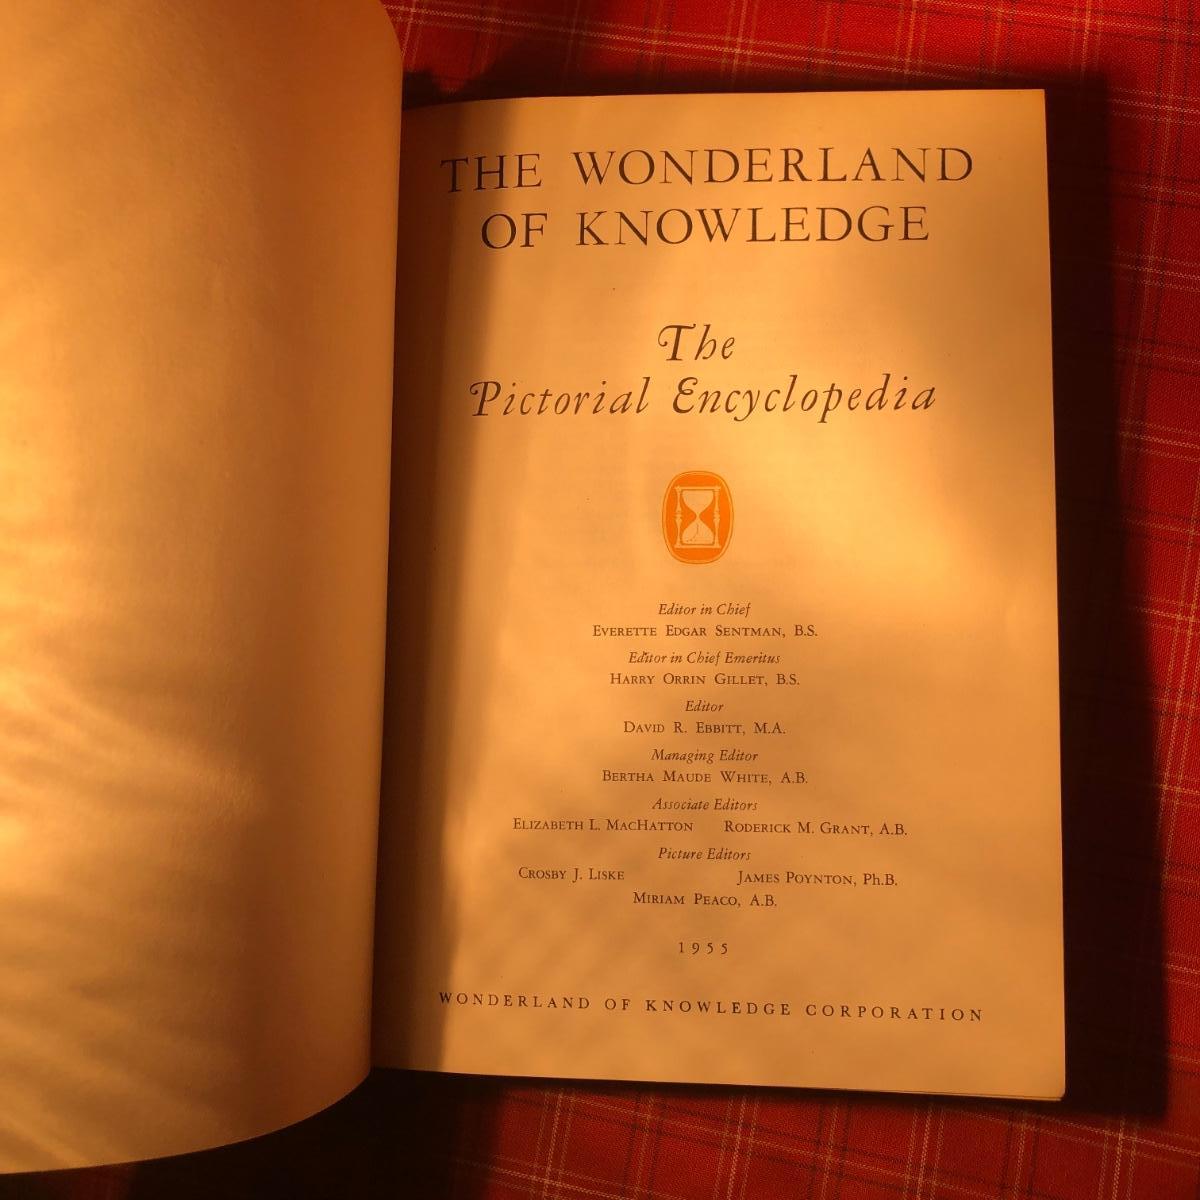 THE WONDERLAND
OF KNOWLEDGE
The
Pictorial Encyclopedia
Editor in Chief
EVERETTE EDGAR SENTMAN, B.S.
Editor in Chief Emeritus
HARRY ORRIN GILLET, B.S.
Editor
DAVID R. EBBITT, M.A.
Managing Editor
BERTHA MAUDE WHITE, A.B.
Associate Editors
ELIZABETH L. MACHATTON RODERICK M. GRANT, A.B.
Picture Editors
CROSBY J. LISKE JAMES POYNTON, Ph.B.
MIRIAM PEACO, A.B.
1955
WONDERLAND OF KNOWLEDGE CORPORATION